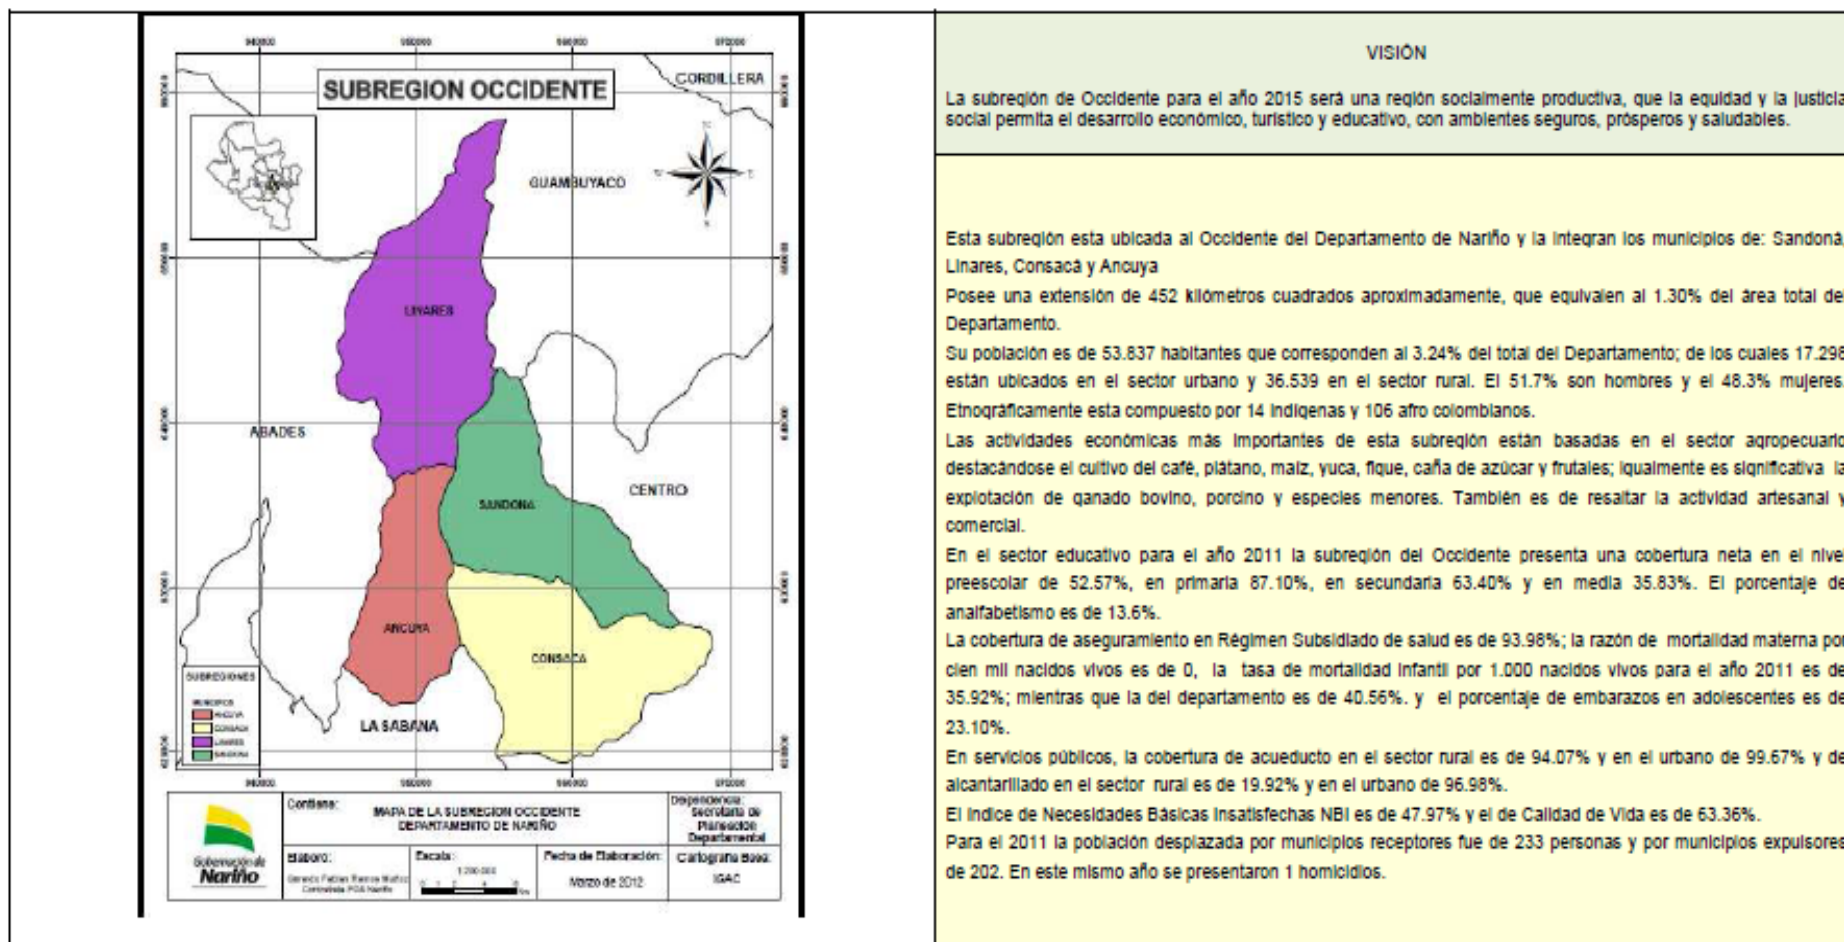 940000 950000 960000 970000
SUBREGION OCCIDENTE
CORDILLERA
GUAMBUYACO
LINARES
ABADES
CENTRO
SANDONA
ANCUYA
CONSACA
LA SABANA
SUBREGIONES
MUNICIPIOS
ANCUYA
CONSACA
LINARES
SANDONA
940000 950000 960000 970000
Gobernación de
Nariño
Contiene:
MAPA DE LA SUBREGION OCCIDENTE
DEPARTAMENTO DE NARIÑO
Dependencia:
Secretaría de
Planeación
Departamental
Elaboro:
Escala:
1:200.000
Fecha de Elaboración:
Marzo de 2012
Cartografía Base:
IGAC
VISIÓN
La subregión de Occidente para el año 2015 será una región socialmente productiva, que la equidad y la justicia
social permita el desarrollo económico, turístico y educativo, con ambientes seguros, prósperos y saludables.
Esta subregión esta ubicada al Occidente del Departamento de Nariño y la integran los municipios de: Sandoná,
Linares, Consacá y Ancuya
Posee una extensión de 452 kilómetros cuadrados aproximadamente, que equivalen al 1.30% del área total del
Departamento.
Su población es de 53.837 habitantes que corresponden al 3.24% del total del Departamento; de los cuales 17.298
están ubicados en el sector urbano y 36.539 en el sector rural. El 51.7% son hombres y el 48.3% mujeres.
Etnográficamente esta compuesto por 14 indígenas y 106 afro colombianos.
Las actividades económicas más importantes de esta subregión están basadas en el sector agropecuario
destacándose el cultivo del café, plátano, maíz, yuca, fique, caña de azúcar y frutales; igualmente es significativa la
explotación de ganado bovino, porcino y especies menores. También es de resaltar la actividad artesanal y
comercial.
En el sector educativo para el año 2011 la subregión del Occidente presenta una cobertura neta en el nivel
preescolar de 52.57%, en primaria 87.10%, en secundaria 63.40% y en media 35.83%. El porcentaje de
analfabetismo es de 13.6%.
La cobertura de aseguramiento en Régimen Subsidiado de salud es de 93.98%; la razón de mortalidad materna por
cien mil nacidos vivos es de 0, la tasa de mortalidad infantil por 1.000 nacidos vivos para el año 2011 es de
35.92%; mientras que la del departamento es de 40.56%. y el porcentaje de embarazos en adolescentes es de
23.10%.
En servicios públicos, la cobertura de acueducto en el sector rural es de 94.07% y en el urbano de 99.67% y de
alcantarillado en el sector rural es de 19.92% y en el urbano de 96.98%.
El Indice de Necesidades Básicas Insatisfechas NBI es de 47.97% y el de Calidad de Vida es de 63.36%.
Para el 2011 la población desplazada por municipios receptores fue de 233 personas y por municipios expulsores
de 202. En este mismo año se presentaron 1 homicidios.